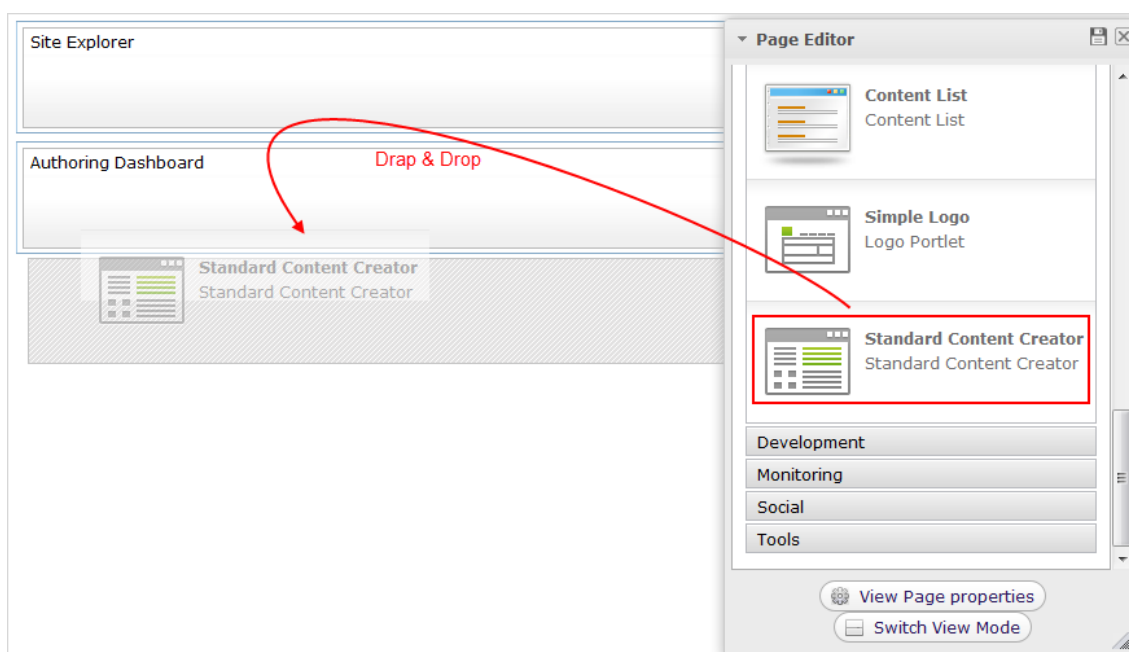 Site Explorer
Authoring Dashboard
Drap & Drop
Standard Content Creator
Standard Content Creator
Page Editor
Content List
Content List
Simple Logo
Logo Portlet
Standard Content Creator
Standard Content Creator
Development
Monitoring
Social
Tools
View Page properties
Switch View Mode